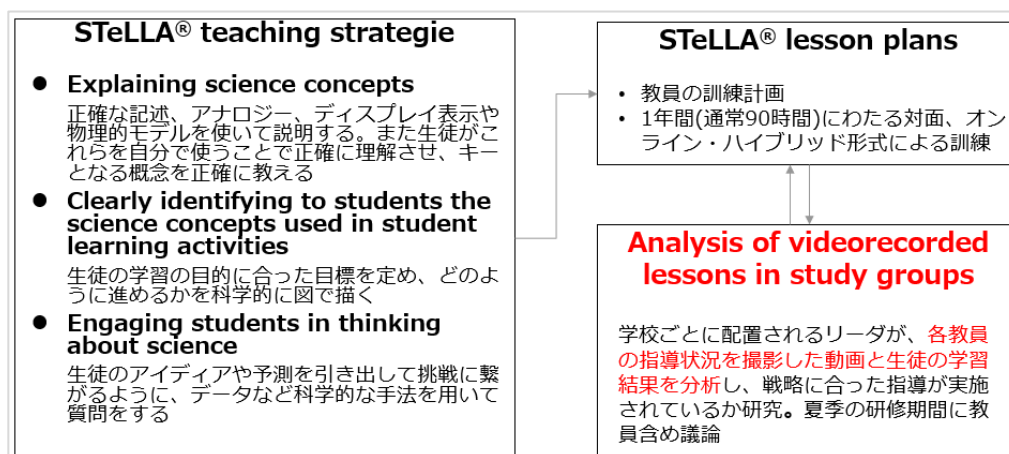 STeLLA® teaching strategie
● Explaining science concepts
正確な記述、アナロジー、ディスプレイ表示や
物理的モデルを使いて説明する。また生徒がこ
れらを自分で使うことで正確に理解させ、キー
となる概念を正確に教える
● Clearly identifying to students the
science concepts used in student
learning activities
生徒の学習の目的に合った目標を定め、どのよ
うに進めるかを科学的に図で描く
● Engaging students in thinking
about science
生徒のアイディアや予測を引き出して挑戦に繋
がるように、データなど科学的な手法を用いて
質問をする
STeLLA® lesson plans
• 教員の訓練計画
• 1年間(通常90時間)にわたる対面、オン
ライン・ハイブリッド形式による訓練
Analysis of videorecorded
lessons in study groups
学校ごとに配置されるリーダが、各教員
の指導状況を撮影した動画と生徒の学習
結果を分析し、戦略に合った指導が実施
されているか研究。夏季の研修期間に教
員含め議論